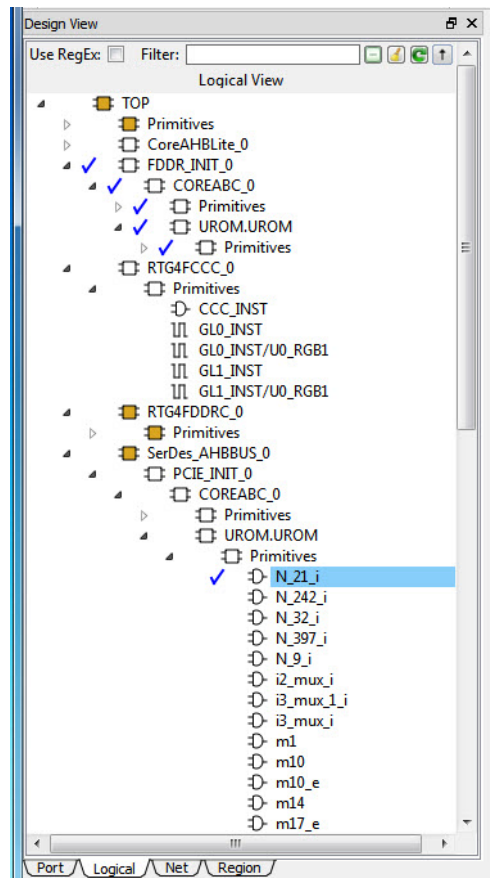 Design View
Use RegEx: Filter:
Logical View
TOP
Primitives
CoreAHBLite_0
FDDR_INIT_0
COREABC_0
Primitives
UROM.UROM
Primitives
RTG4FCCC_0
Primitives
CCC_INST
GL0_INST
GL0_INST/U0_RGB1
GL1_INST
GL1_INST/U0_RGB1
RTG4FDDRC_0
Primitives
SerDes_AHBBUS_0
PCIE_INIT_0
COREABC_0
Primitives
UROM.UROM
Primitives
N_21_i
N_242_i
N_32_i
N_397_i
N_9_i
i2_mux_i
i3_mux_1_i
i3_mux_i
m1
m10
m10_e
m14
m17_e
Port Logical Net Region